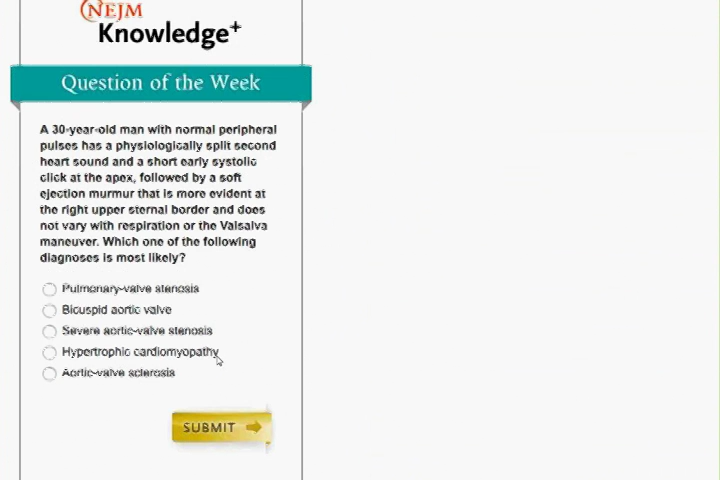 NEJM
Knowledge+
Question of the Week
A 30-year-old man with normal peripheral
pulses has a physiologically split second
heart sound and a short early systolic
click at the apex, followed by a soft
ejection murmur that is more evident at
the right upper sternal border and does
not vary with respiration or the Valsalva
maneuver. Which one of the following
diagnoses is most likely?
Pulmonary-valve stenosis
Bicuspid aortic valve
Severe aortic-valve stenosis
Hypertrophic cardiomyopathy
Aortic-valve sclerosis
SUBMIT